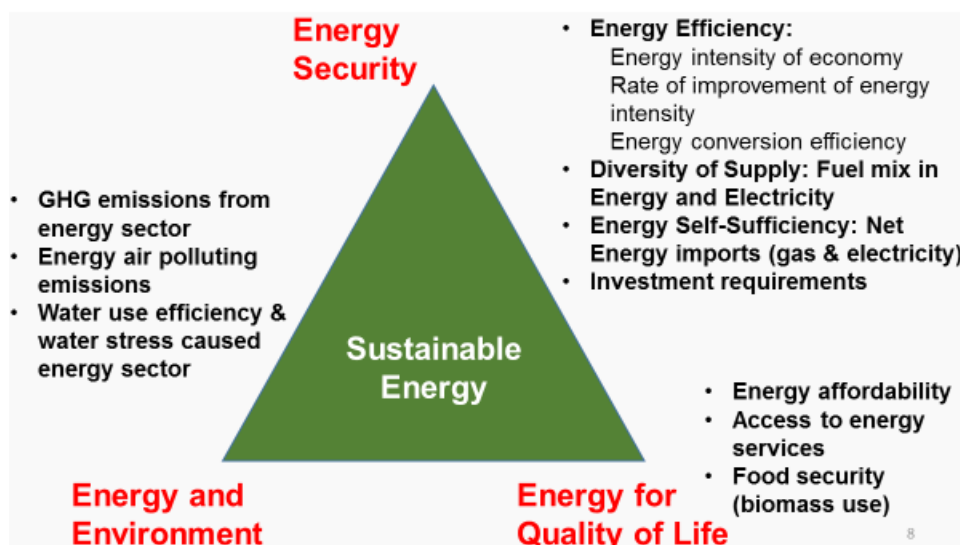 Energy
Security
• Energy Efficiency:
Energy intensity of economy
Rate of improvement of energy
intensity
Energy conversion efficiency
• Diversity of Supply: Fuel mix in
Energy and Electricity
• Energy Self-Sufficiency: Net
Energy imports (gas & electricity)
• Investment requirements
• GHG emissions from
energy sector
• Energy air polluting
emissions
• Water use efficiency &
water stress caused
energy sector
Sustainable
Energy
• Energy affordability
• Access to energy
services
• Food security
(biomass use)
Energy and
Environment
Energy for
Quality of Life
8